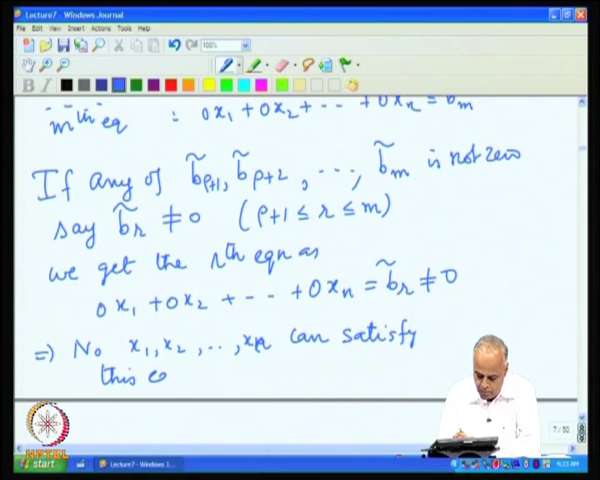 Lecture7 - Windows Journal
File Edit View Insert Actions Tools Help
100%
B I
m^th eq : 0x₁ + 0x₂ + -- + 0xₙ = b̃ₘ
If any of b̃ρ+1, b̃ρ+2, ..., b̃ₘ is not zero
say b̃ᵣ ≠ 0 (ρ+1 ≤ r ≤ m)
we get the rth eqn as
0x₁ + 0x₂ + -- + 0xₙ = b̃ᵣ ≠ 0
⇒ No x₁, x₂, .., xₙ can satisfy
this e
7 / 50
NPTEL
start
Lecture7 - Windows J...